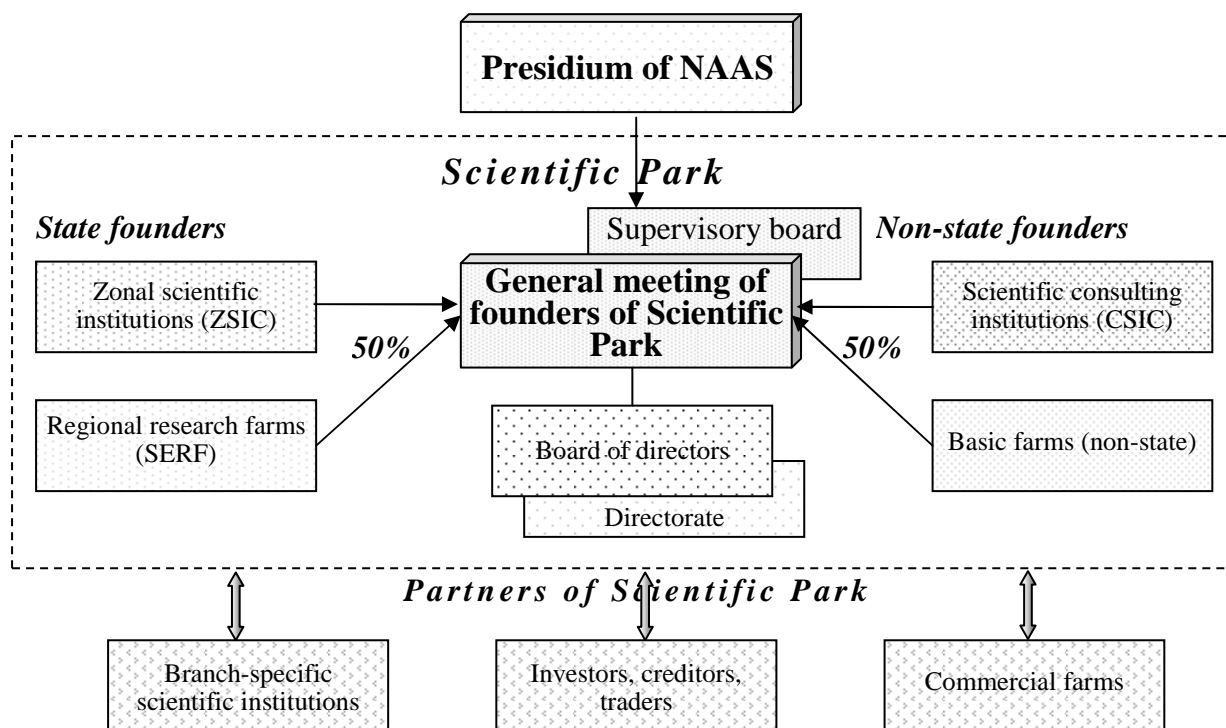 Presidium of NAAS
Scientific Park
State founders
Supervisory board
Non-state founders
Zonal scientific
institutions (ZSIC)
General meeting of
founders of Scientific
Park
Scientific consulting
institutions (CSIC)
50%
50%
Regional research farms
(SERF)
Board of directors
Basic farms (non-state)
Directorate
Partners of Scientific Park
Branch-specific
scientific institutions
Investors, creditors,
traders
Commercial farms